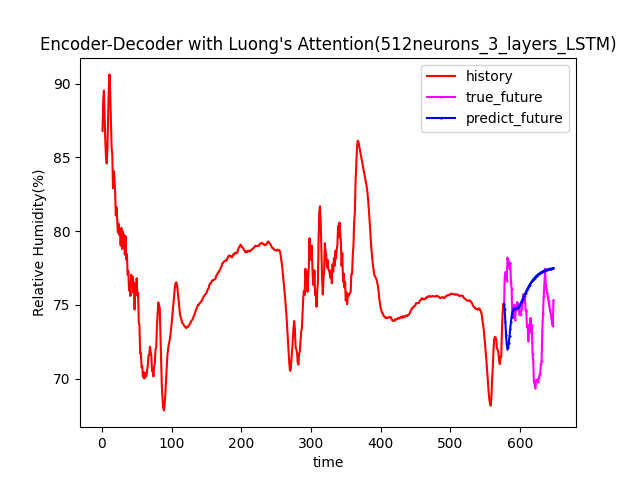 Encoder-Decoder with Luong's Attention(512neurons_3_layers_LSTM)
history
true_future
predict_future
Relative Humidity(%)
90
85
80
75
70
0 100 200 300 400 500 600
time